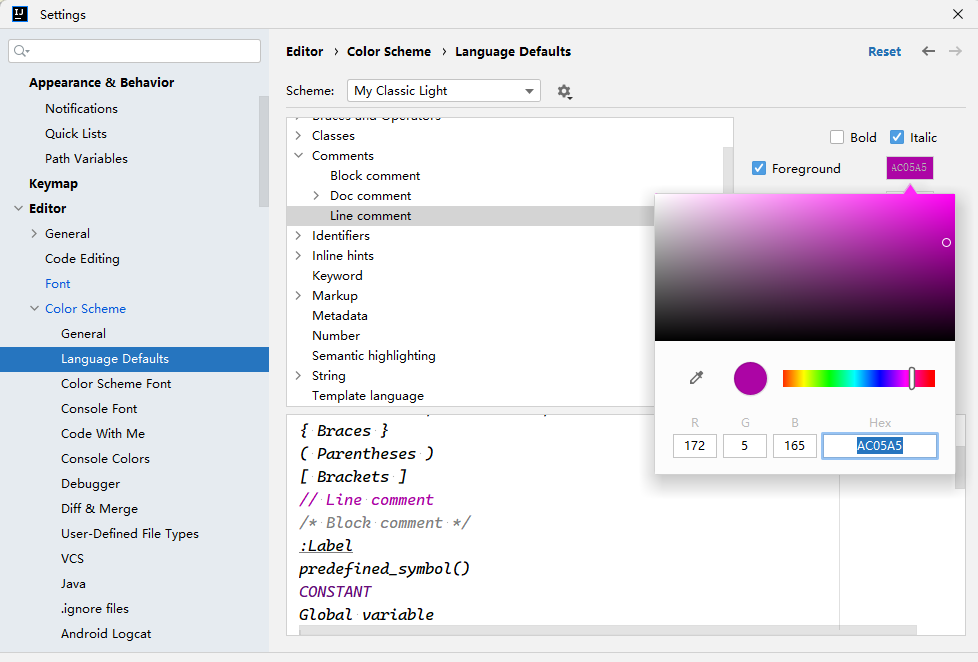 IJ Settings
Editor › Color Scheme › Language Defaults
Reset
Scheme: My Classic Light
Appearance & Behavior
Notifications
Quick Lists
Path Variables
Keymap
Editor
General
Code Editing
Font
Color Scheme
General
Language Defaults
Color Scheme Font
Console Font
Code With Me
Console Colors
Debugger
Diff & Merge
User-Defined File Types
VCS
Java
.ignore files
Android Logcat
Braces and Operators
Classes
Comments
Block comment
Doc comment
Line comment
Identifiers
Inline hints
Keyword
Markup
Metadata
Number
Semantic highlighting
String
Template language
Bold Italic
Foreground AC05A5
R G B Hex
172 5 165 AC05A5
{ Braces }
( Parentheses )
[ Brackets ]
// Line comment
/* Block comment */
:Label
predefined_symbol()
CONSTANT
Global variable